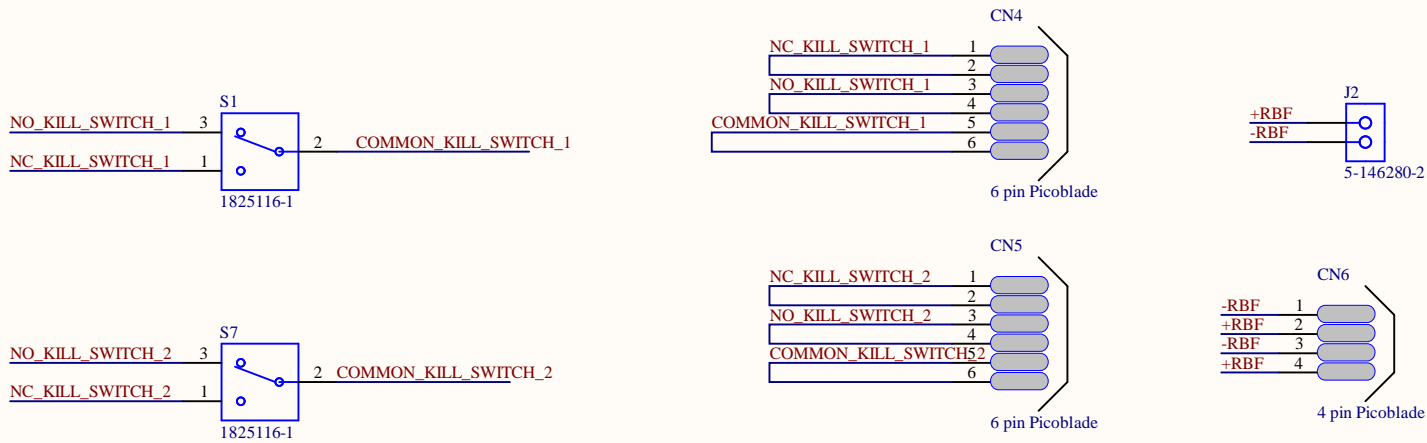 S1
NO_KILL_SWITCH_1 3
NC_KILL_SWITCH_1 1
2 COMMON_KILL_SWITCH_1
1825116-1
CN4
NC_KILL_SWITCH_1 1
2
NO_KILL_SWITCH_1 3
4
COMMON_KILL_SWITCH_1 5
6
6 pin Picoblade
J2
+RBF
-RBF
5-146280-2
S7
NO_KILL_SWITCH_2 3
NC_KILL_SWITCH_2 1
2 COMMON_KILL_SWITCH_2
1825116-1
CN5
NC_KILL_SWITCH_2 1
2
NO_KILL_SWITCH_2 3
4
COMMON_KILL_SWITCH_2 5
6
6 pin Picoblade
CN6
-RBF 1
+RBF 2
-RBF 3
+RBF 4
4 pin Picoblade